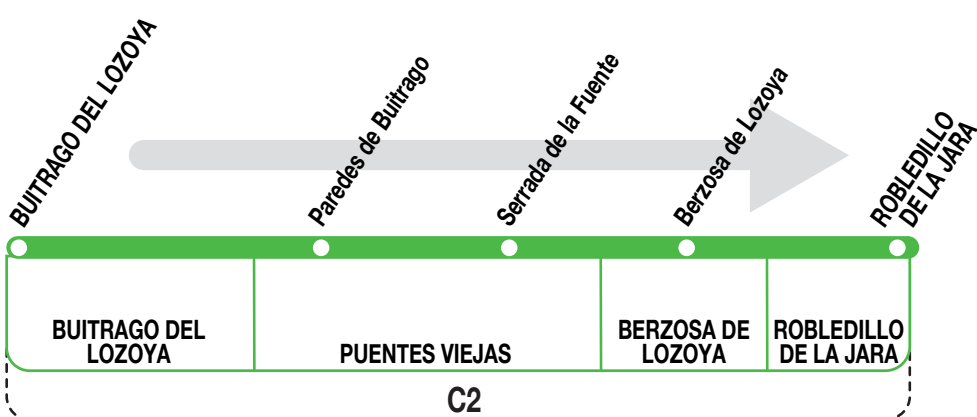 BUITRAGO DEL LOZOYA
Paredes de Buitrago
Serrada de la Fuente
Berzosa de Lozoya
ROBLEDILLO
DE LA JARA
BUITRAGO DEL
LOZOYA
PUENTES VIEJAS
BERZOSA DE
LOZOYA
ROBLEDILLO
DE LA JARA
C2